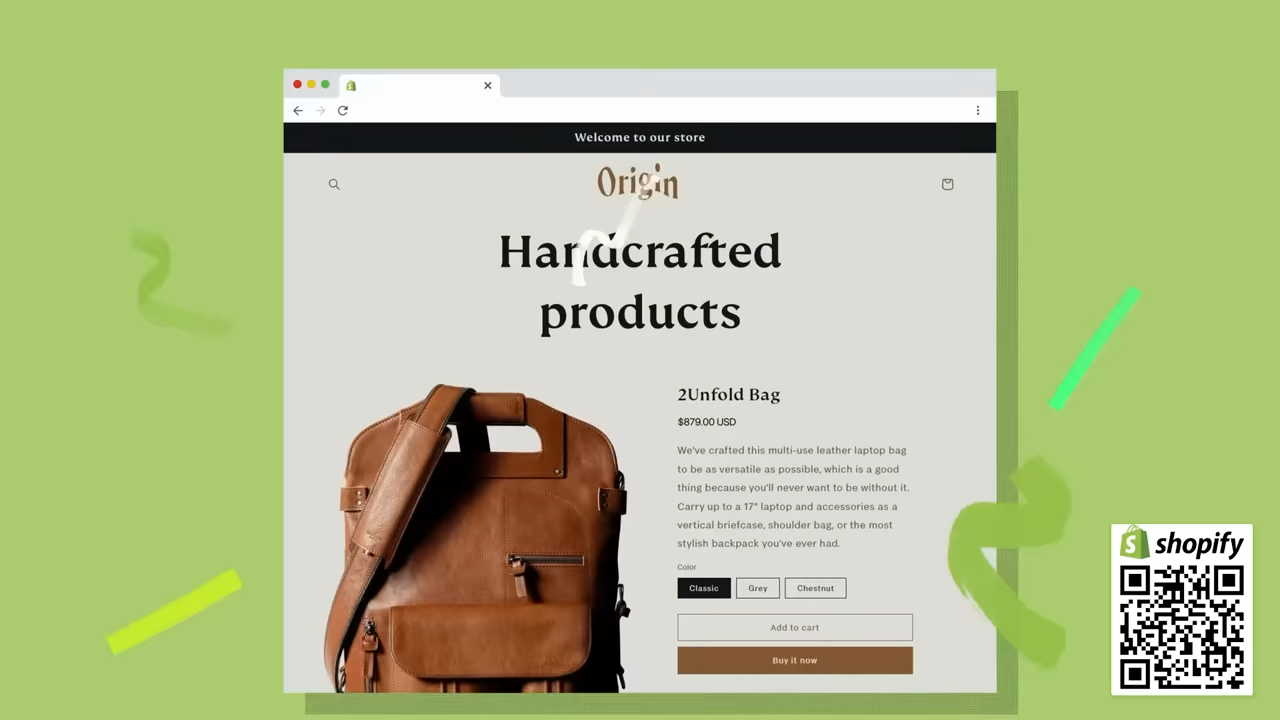 Welcome to our store
Origin
Handcrafted
products
2Unfold Bag
$879.00 USD
We've crafted this multi-use leather laptop bag
to be as versatile as possible, which is a good
thing because you'll never want to be without it.
Carry up to a 17" laptop and accessories as a
vertical briefcase, shoulder bag, or the most
stylish backpack you've ever had.
Color
Classic Grey Chestnut
Add to cart
Buy it now
shopify